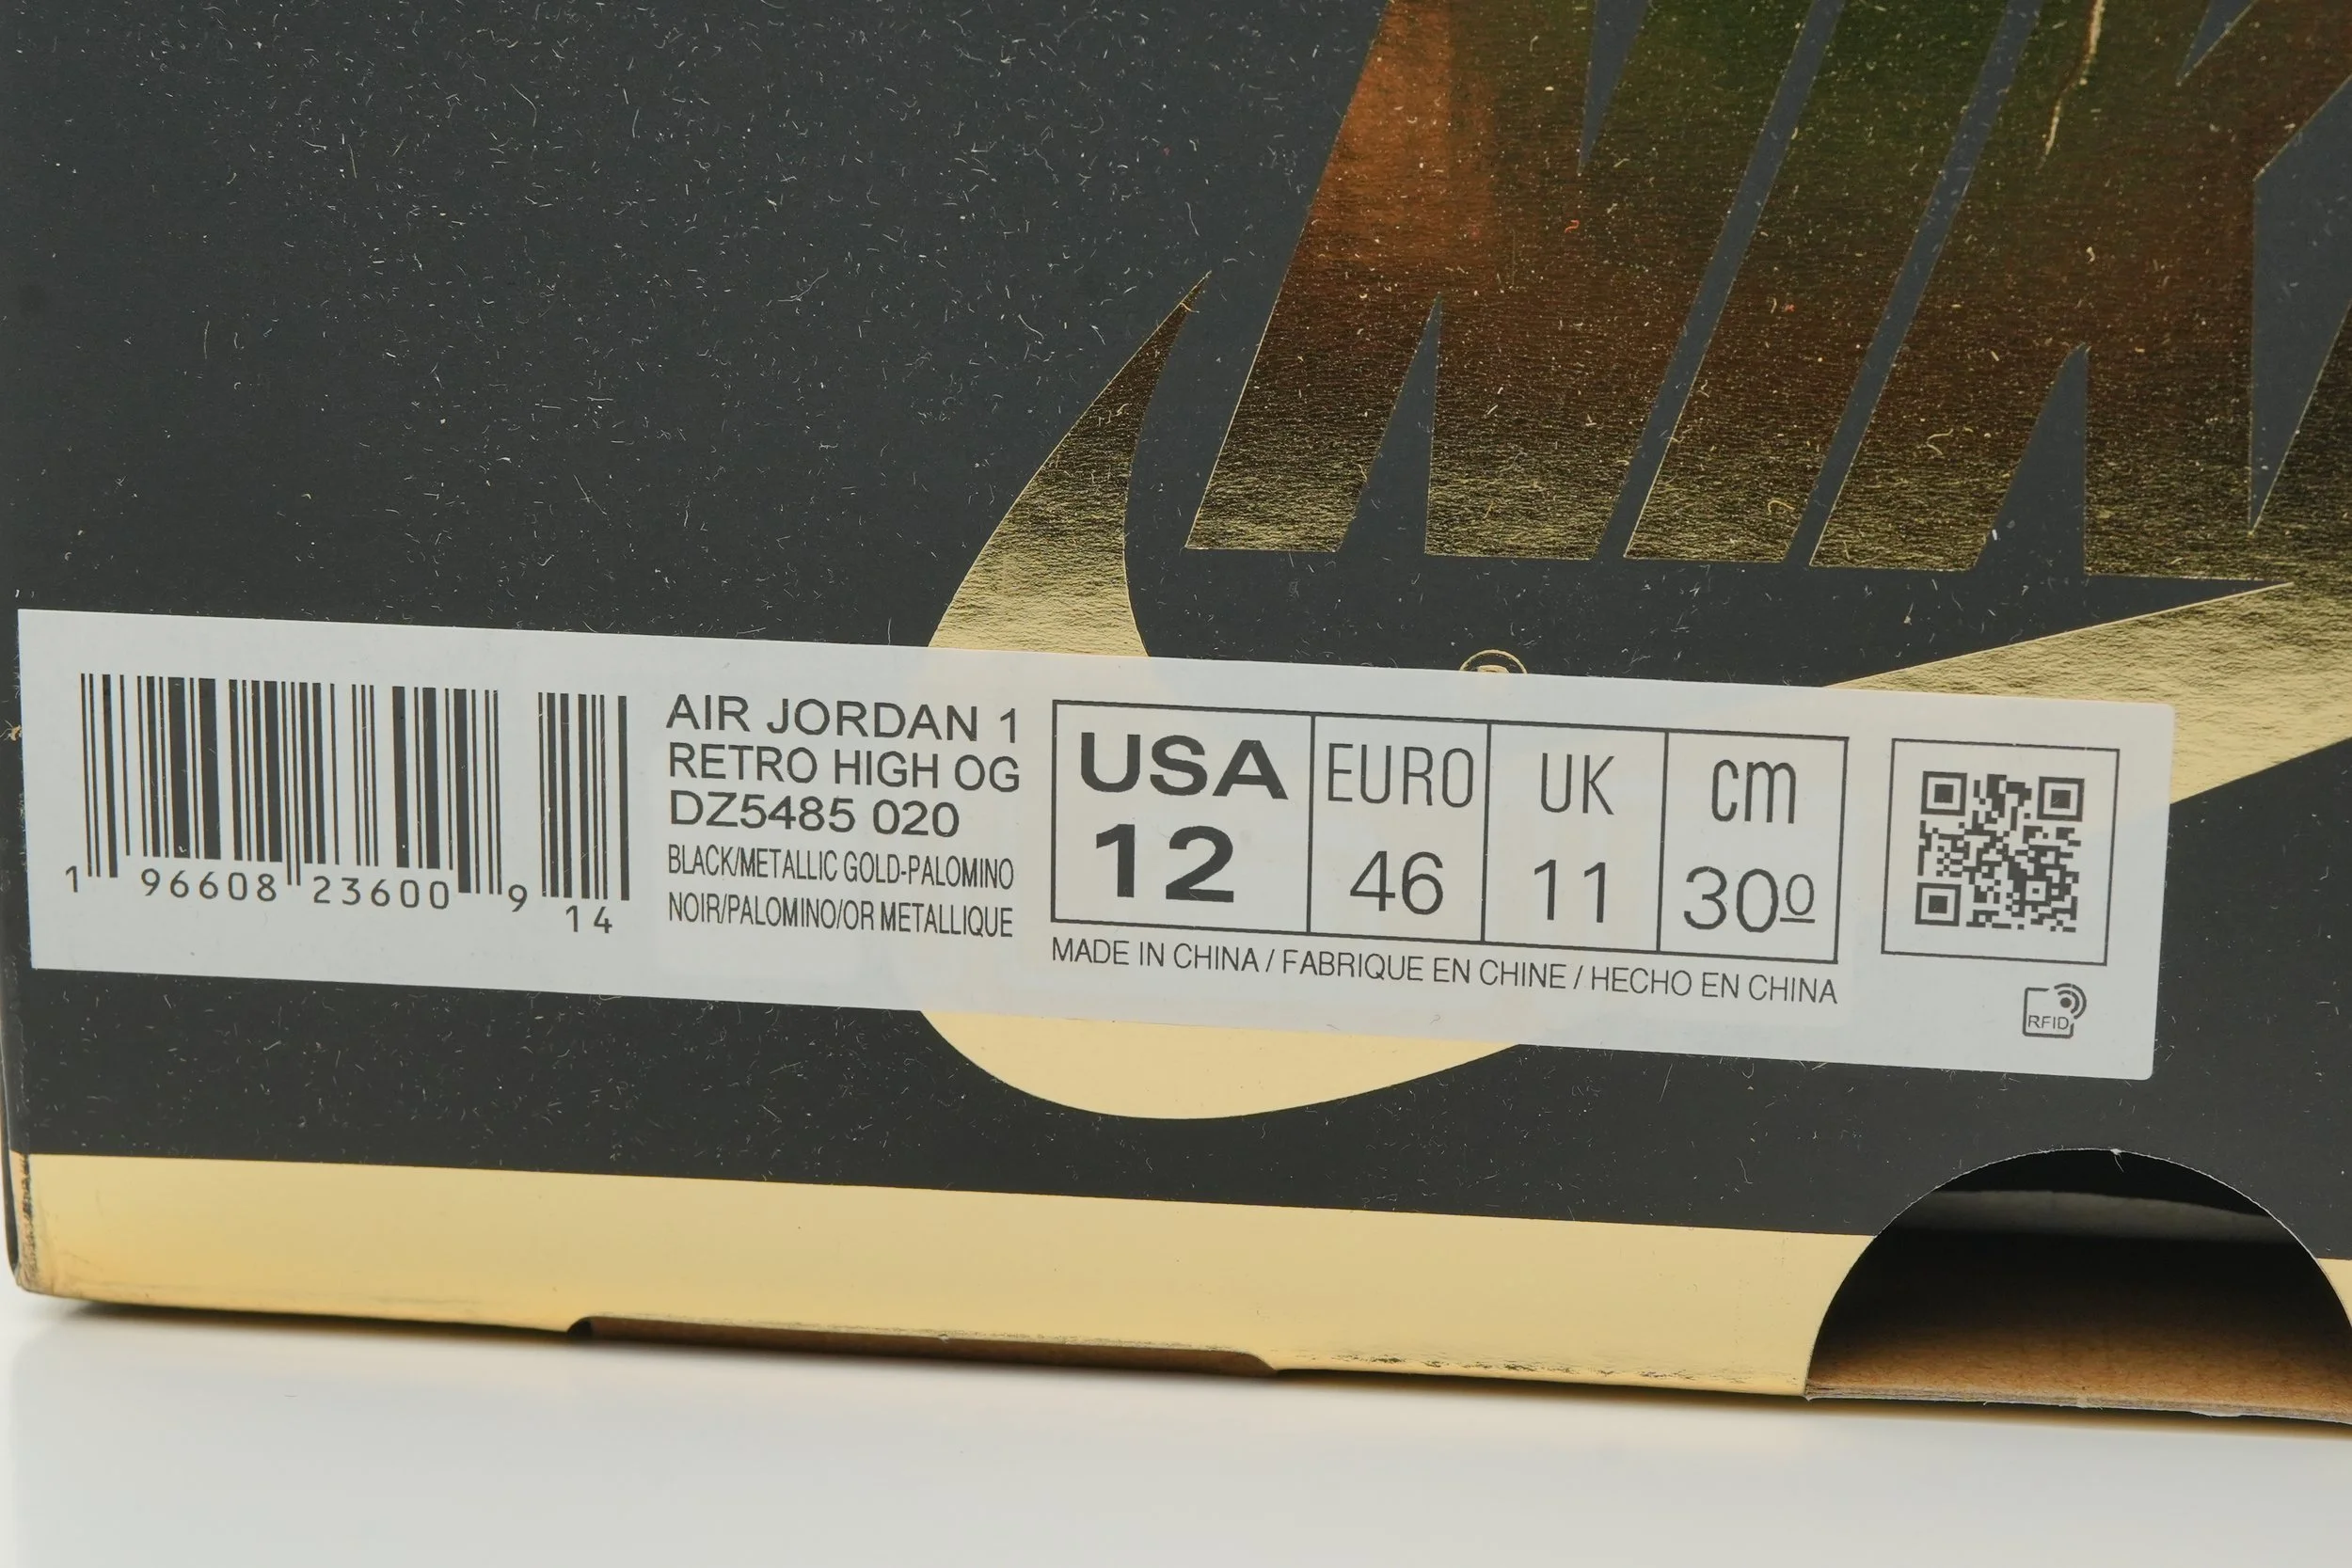 NIK
®
1 96608 23600 9 14
AIR JORDAN 1
RETRO HIGH OG
DZ5485 020
BLACK/METALLIC GOLD-PALOMINO
NOIR/PALOMINO/OR METALLIQUE
USA EURO UK cm
12 46 11 30º
MADE IN CHINA / FABRIQUE EN CHINE / HECHO EN CHINA
RFID